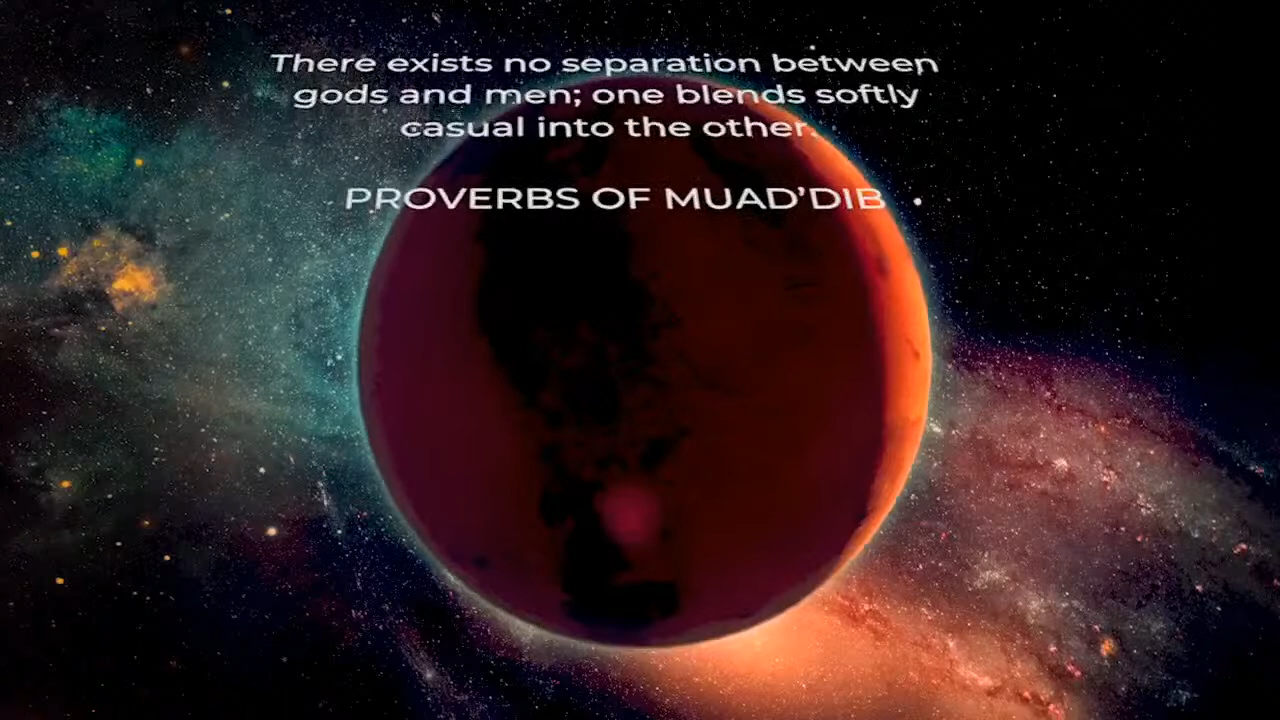 There exists no separation between
gods and men; one blends softly
casual into the other.
PROVERBS OF MUAD’DIB